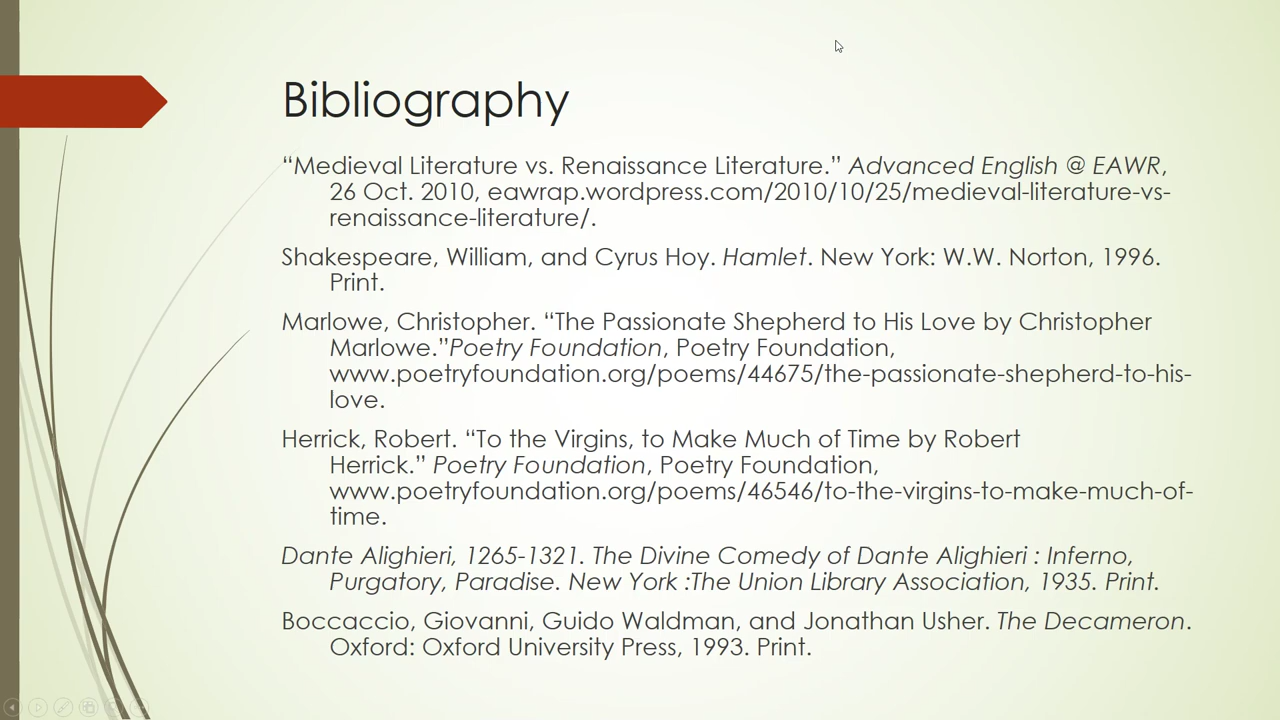 Bibliography
“Medieval Literature vs. Renaissance Literature.” Advanced English @ EAWR,
26 Oct. 2010, eawrap.wordpress.com/2010/10/25/medieval-literature-vs-
renaissance-literature/.
Shakespeare, William, and Cyrus Hoy. Hamlet. New York: W.W. Norton, 1996.
Print.
Marlowe, Christopher. “The Passionate Shepherd to His Love by Christopher
Marlowe.”Poetry Foundation, Poetry Foundation,
www.poetryfoundation.org/poems/44675/the-passionate-shepherd-to-his-
love.
Herrick, Robert. “To the Virgins, to Make Much of Time by Robert
Herrick.” Poetry Foundation, Poetry Foundation,
www.poetryfoundation.org/poems/46546/to-the-virgins-to-make-much-of-
time.
Dante Alighieri, 1265-1321. The Divine Comedy of Dante Alighieri : Inferno,
Purgatory, Paradise. New York :The Union Library Association, 1935. Print.
Boccaccio, Giovanni, Guido Waldman, and Jonathan Usher. The Decameron.
Oxford: Oxford University Press, 1993. Print.